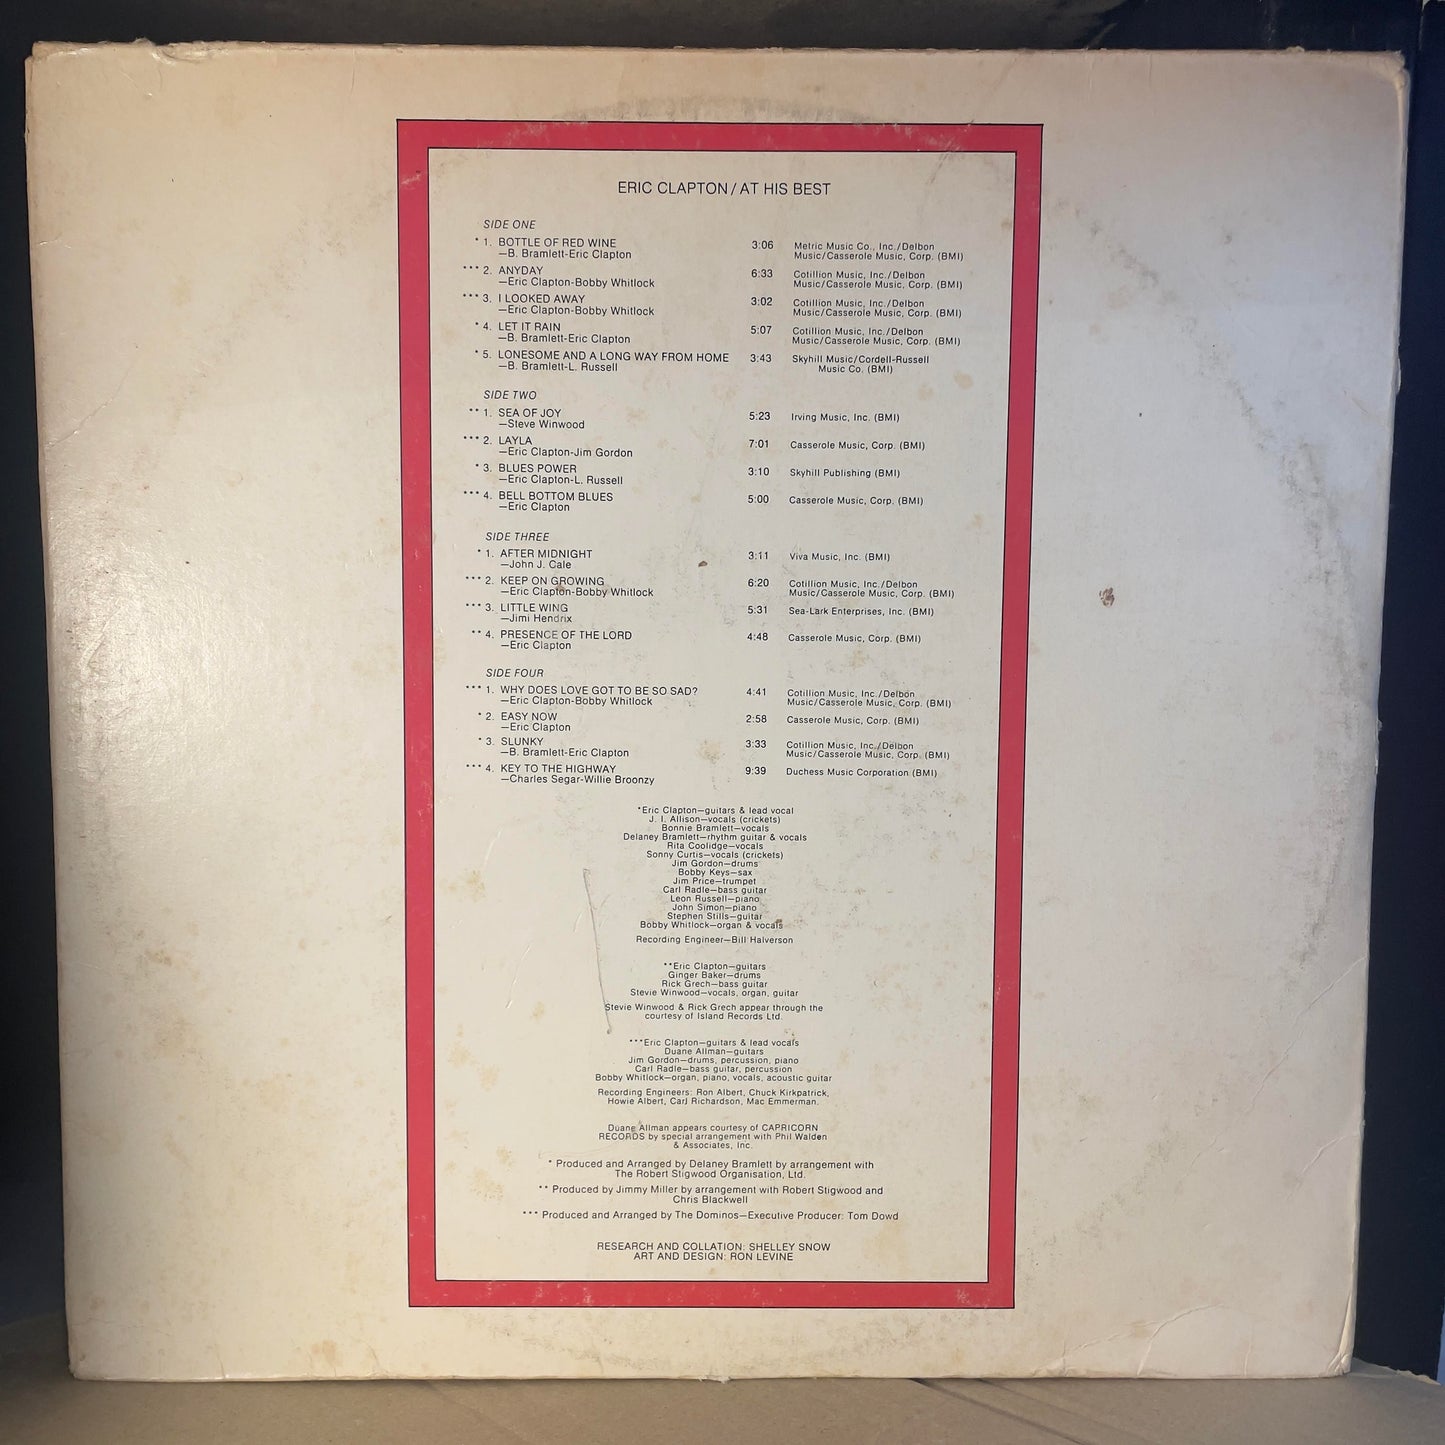 ERIC CLAPTON / AT HIS BEST
SIDE ONE
* 1. BOTTLE OF RED WINE 3:06 Metric Music Co., Inc./Delbon
—B. Bramlett-Eric Clapton Music/Casserole Music, Corp. (BMI)
*** 2. ANYDAY 6:33 Cotillion Music, Inc./Delbon
—Eric Clapton-Bobby Whitlock Music/Casserole Music, Corp. (BMI)
*** 3. I LOOKED AWAY 3:02 Cotillion Music, Inc./Delbon
—Eric Clapton-Bobby Whitlock Music/Casserole Music, Corp. (BMI)
* 4. LET IT RAIN 5:07 Cotillion Music, Inc./Delbon
—B. Bramlett-Eric Clapton Music/Casserole Music, Corp. (BMI)
* 5. LONESOME AND A LONG WAY FROM HOME 3:43 Skyhill Music/Cordell-Russell
—B. Bramlett-L. Russell Music Co. (BMI)
SIDE TWO
** 1. SEA OF JOY 5:23 Irving Music, Inc. (BMI)
—Steve Winwood
*** 2. LAYLA 7:01 Casserole Music, Corp. (BMI)
—Eric Clapton-Jim Gordon
* 3. BLUES POWER 3:10 Skyhill Publishing (BMI)
—Eric Clapton-L. Russell
*** 4. BELL BOTTOM BLUES 5:00 Casserole Music, Corp. (BMI)
—Eric Clapton
SIDE THREE
* 1. AFTER MIDNIGHT 3:11 Viva Music, Inc. (BMI)
—John J. Cale
*** 2. KEEP ON GROWING 6:20 Cotillion Music, Inc./Delbon
—Eric Clapton-Bobby Whitlock Music/Casserole Music, Corp. (BMI)
*** 3. LITTLE WING 5:31 Sea-Lark Enterprises, Inc. (BMI)
—Jimi Hendrix
** 4. PRESENCE OF THE LORD 4:48 Casserole Music, Corp. (BMI)
—Eric Clapton
SIDE FOUR
*** 1. WHY DOES LOVE GOT TO BE SO SAD? 4:41 Cotillion Music, Inc./Delbon
—Eric Clapton-Bobby Whitlock Music/Casserole Music, Corp. (BMI)
* 2. EASY NOW 2:58 Casserole Music, Corp. (BMI)
—Eric Clapton
* 3. SLUNKY 3:33 Cotillion Music, Inc./Delbon
—B. Bramlett-Eric Clapton Music/Casserole Music, Corp. (BMI)
*** 4. KEY TO THE HIGHWAY 9:39 Duchess Music Corporation (BMI)
—Charles Segar-Willie Broonzy
*Eric Clapton—guitars & lead vocal
J. I. Allison—vocals (crickets)
Bonnie Bramlett—vocals
Delaney Bramlett—rhythm guitar & vocals
Rita Coolidge—vocals
Sonny Curtis—vocals (crickets)
Jim Gordon—drums
Bobby Keys—sax
Jim Price—trumpet
Carl Radle—bass guitar
Leon Russell—piano
John Simon—piano
Stephen Stills—guitar
Bobby Whitlock—organ & vocals
Recording Engineer—Bill Halverson
**Eric Clapton—guitars
Ginger Baker—drums
Rick Grech—bass guitar
Stevie Winwood—vocals, organ, guitar
Stevie Winwood & Rick Grech appear through the
courtesy of Island Records Ltd.
***Eric Clapton—guitars & lead vocals
Duane Allman—guitars
Jim Gordon—drums, percussion, piano
Carl Radle—bass guitar, percussion
Bobby Whitlock—organ, piano, vocals, acoustic guitar
Recording Engineers: Ron Albert, Chuck Kirkpatrick,
Howie Albert, Carl Richardson, Mac Emmerman.
Duane Allman appears courtesy of CAPRICORN
RECORDS by special arrangement with Phil Walden
& Associates, Inc.
* Produced and Arranged by Delaney Bramlett by arrangement with
The Robert Stigwood Organisation, Ltd.
** Produced by Jimmy Miller by arrangement with Robert Stigwood and
Chris Blackwell
*** Produced and Arranged by The Dominos—Executive Producer: Tom Dowd
RESEARCH AND COLLATION: SHELLEY SNOW
ART AND DESIGN: RON LEVINE